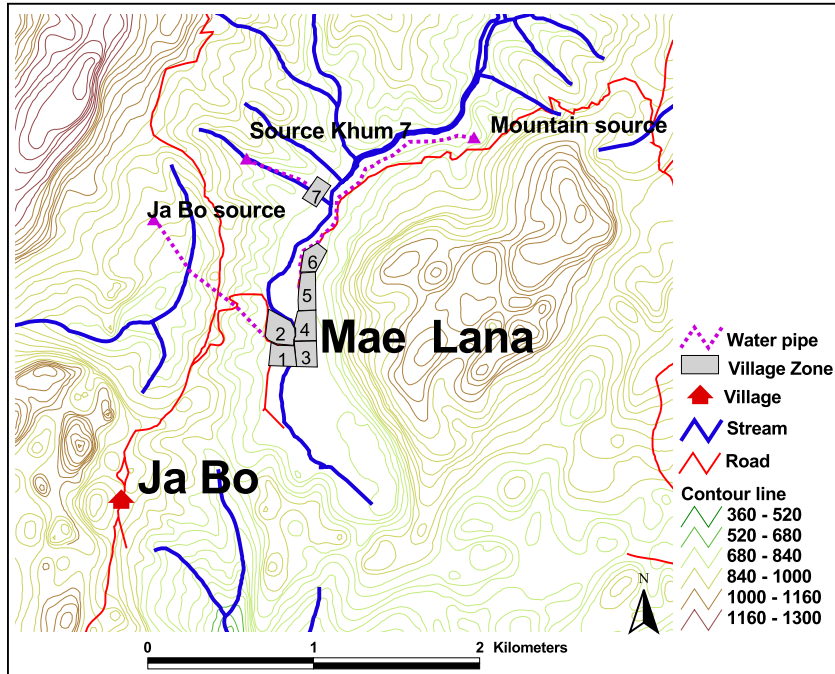 Source Khum 7
Mountain source
7
Ja Bo source
6
5
2
4
Mae Lana
1
3
Ja Bo
Water pipe
Village Zone
Village
Stream
Road
Contour line
360 - 520
520 - 680
680 - 840
840 - 1000
1000 - 1160
1160 - 1300
N
0
1
2
Kilometers